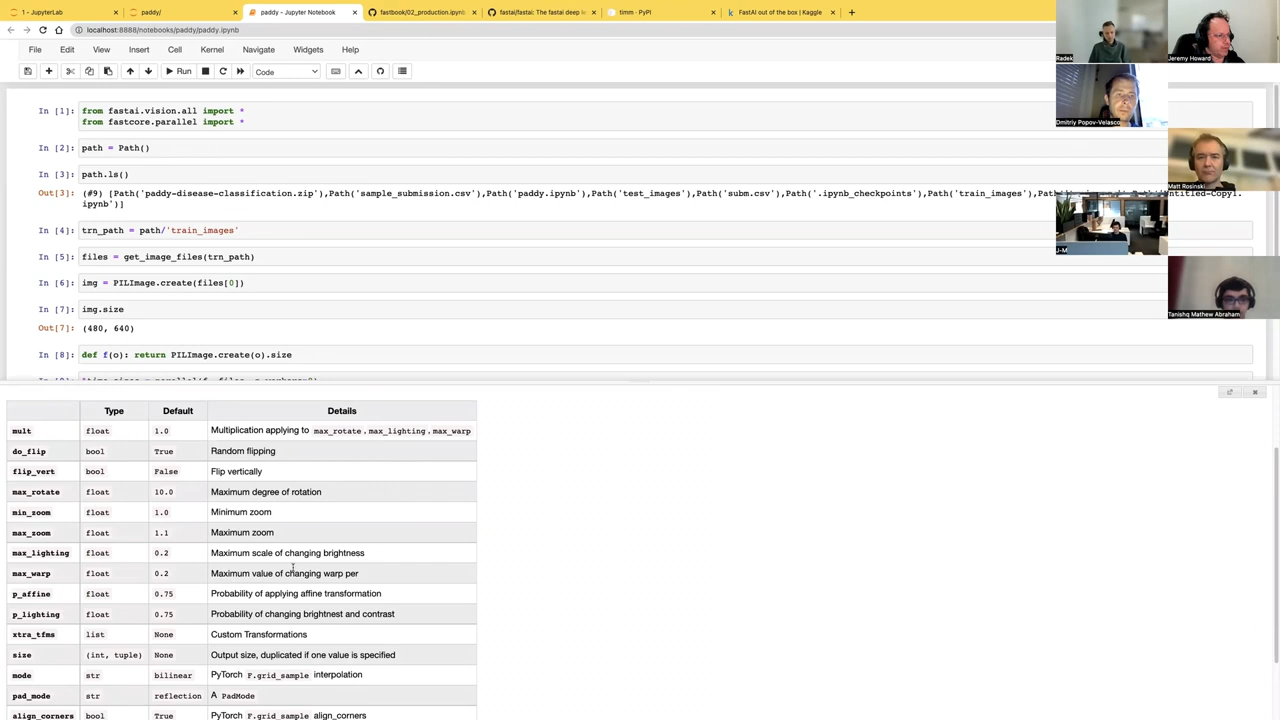 1 - JupyterLab
paddy/
paddy - Jupyter Notebook
fastbook/02_production.ipynb
fastai/fastai: The fastai deep le
timm · PyPI
FastAI out of the box | Kaggle
localhost:8888/notebooks/paddy/paddy.ipynb
File Edit View Insert Cell Kernel Navigate Widgets Help
Run
Code
In [1]: from fastai.vision.all import *
from fastcore.parallel import *
In [2]: path = Path()
In [3]: path.ls()
Out[3]: (#9) [Path('paddy-disease-classification.zip'),Path('sample_submission.csv'),Path('paddy.ipynb'),Path('test_images'),Path('subm.csv'),Path('.ipynb_checkpoints'),Path('train_images'),
ipynb')]
In [4]: trn_path = path/'train_images'
In [5]: files = get_image_files(trn_path)
In [6]: img = PILImage.create(files[0])
In [7]: img.size
Out[7]: (480, 640)
In [8]: def f(o): return PILImage.create(o).size
Radek
Jeremy Howard
Dmitriy Popov-Velasco
Matt Rosinski
J-M
Tanishq Mathew Abraham
Type Default Details
mult float 1.0 Multiplication applying to max_rotate, max_lighting, max_warp
do_flip bool True Random flipping
flip_vert bool False Flip vertically
max_rotate float 10.0 Maximum degree of rotation
min_zoom float 1.0 Minimum zoom
max_zoom float 1.1 Maximum zoom
max_lighting float 0.2 Maximum scale of changing brightness
max_warp float 0.2 Maximum value of changing warp per
p_affine float 0.75 Probability of applying affine transformation
p_lighting float 0.75 Probability of changing brightnest and contrast
xtra_tfms list None Custom Transformations
size (int, tuple) None Output size, duplicated if one value is specified
mode str bilinear PyTorch F.grid_sample interpolation
pad_mode str reflection A PadMode
align_corners bool True PyTorch F.grid_sample align_corners